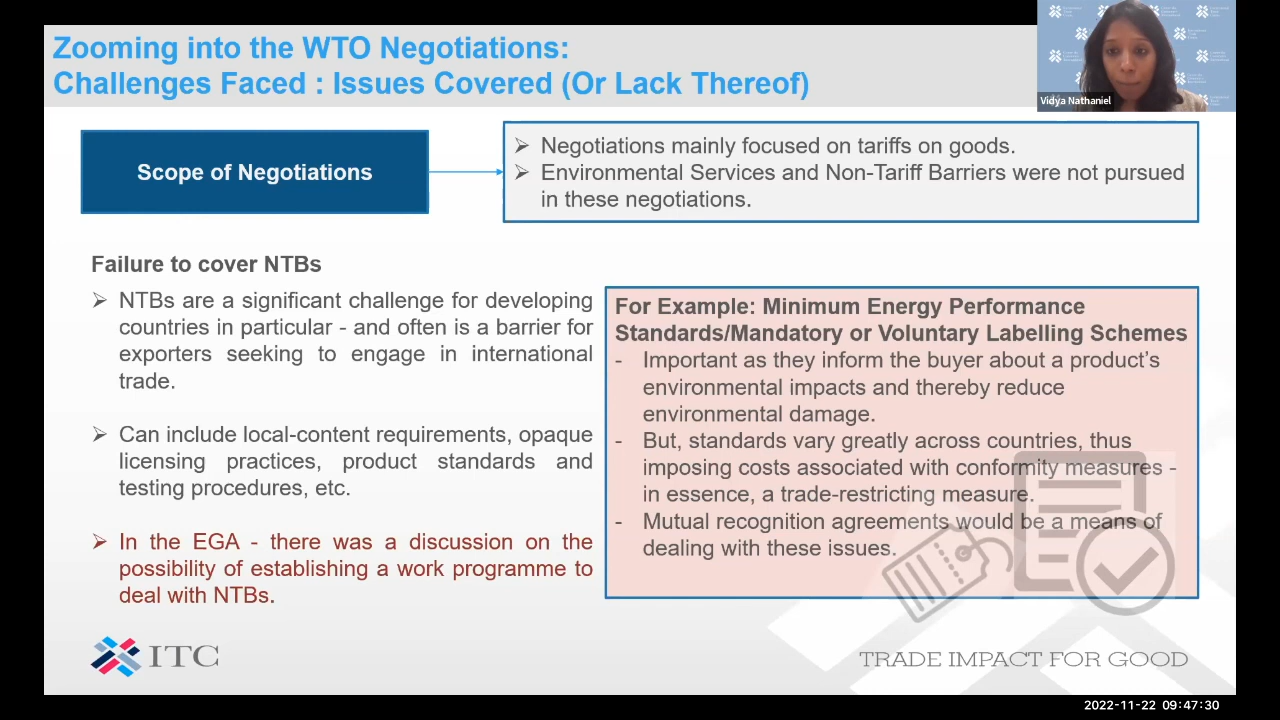 Zooming into the WTO Negotiations:
Challenges Faced : Issues Covered (Or Lack Thereof)
Vidya Nathaniel
Scope of Negotiations
➢ Negotiations mainly focused on tariffs on goods.
➢ Environmental Services and Non-Tariff Barriers were not pursued
in these negotiations.
Failure to cover NTBs
➢ NTBs are a significant challenge for developing
countries in particular - and often is a barrier for
exporters seeking to engage in international
trade.
➢ Can include local-content requirements, opaque
licensing practices, product standards and
testing procedures, etc.
➢ In the EGA - there was a discussion on the
possibility of establishing a work programme to
deal with NTBs.
For Example: Minimum Energy Performance
Standards/Mandatory or Voluntary Labelling Schemes
- Important as they inform the buyer about a product’s
environmental impacts and thereby reduce
environmental damage.
- But, standards vary greatly across countries, thus
imposing costs associated with conformity measures -
in essence, a trade-restricting measure.
- Mutual recognition agreements would be a means of
dealing with these issues.
ITC
TRADE IMPACT FOR GOOD
2022-11-22 09:47:30